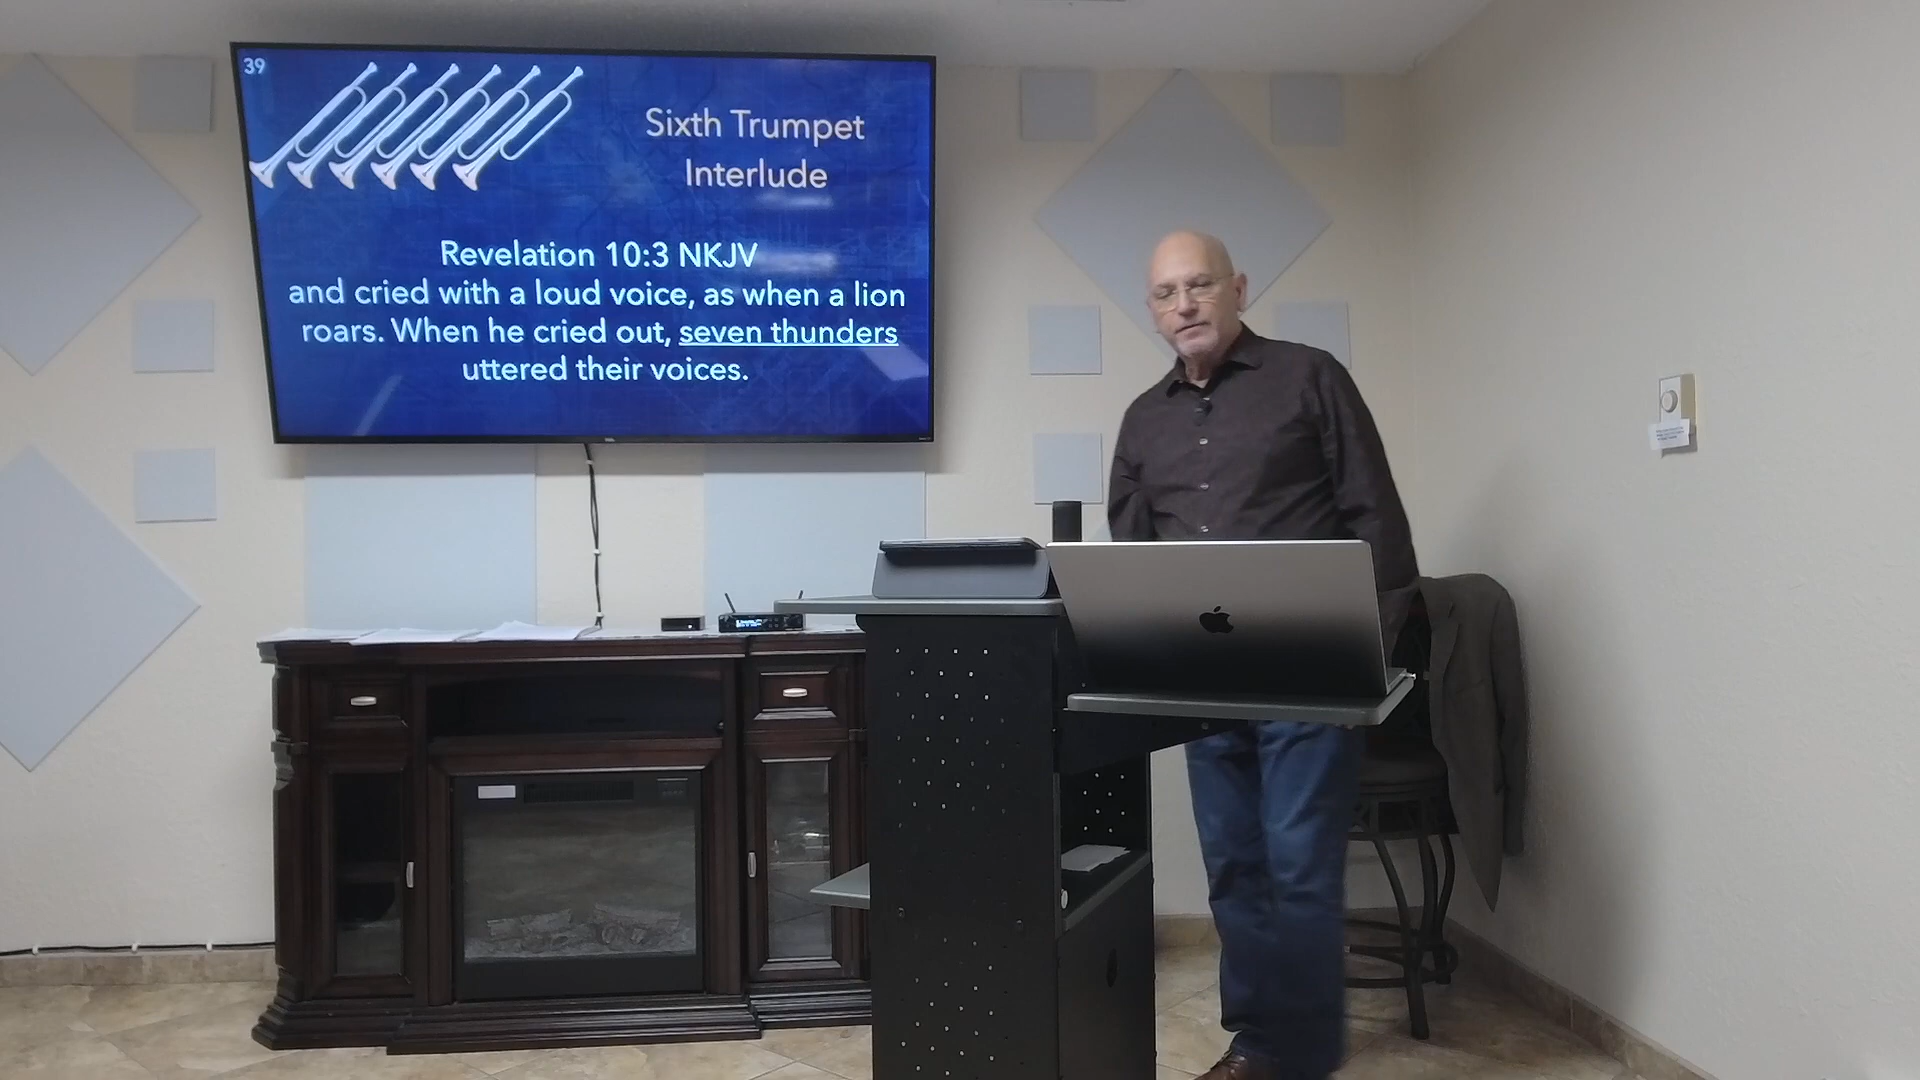 39
Sixth Trumpet
Interlude
Revelation 10:3 NKJV
and cried with a loud voice, as when a lion
roars. When he cried out, seven thunders
uttered their voices.